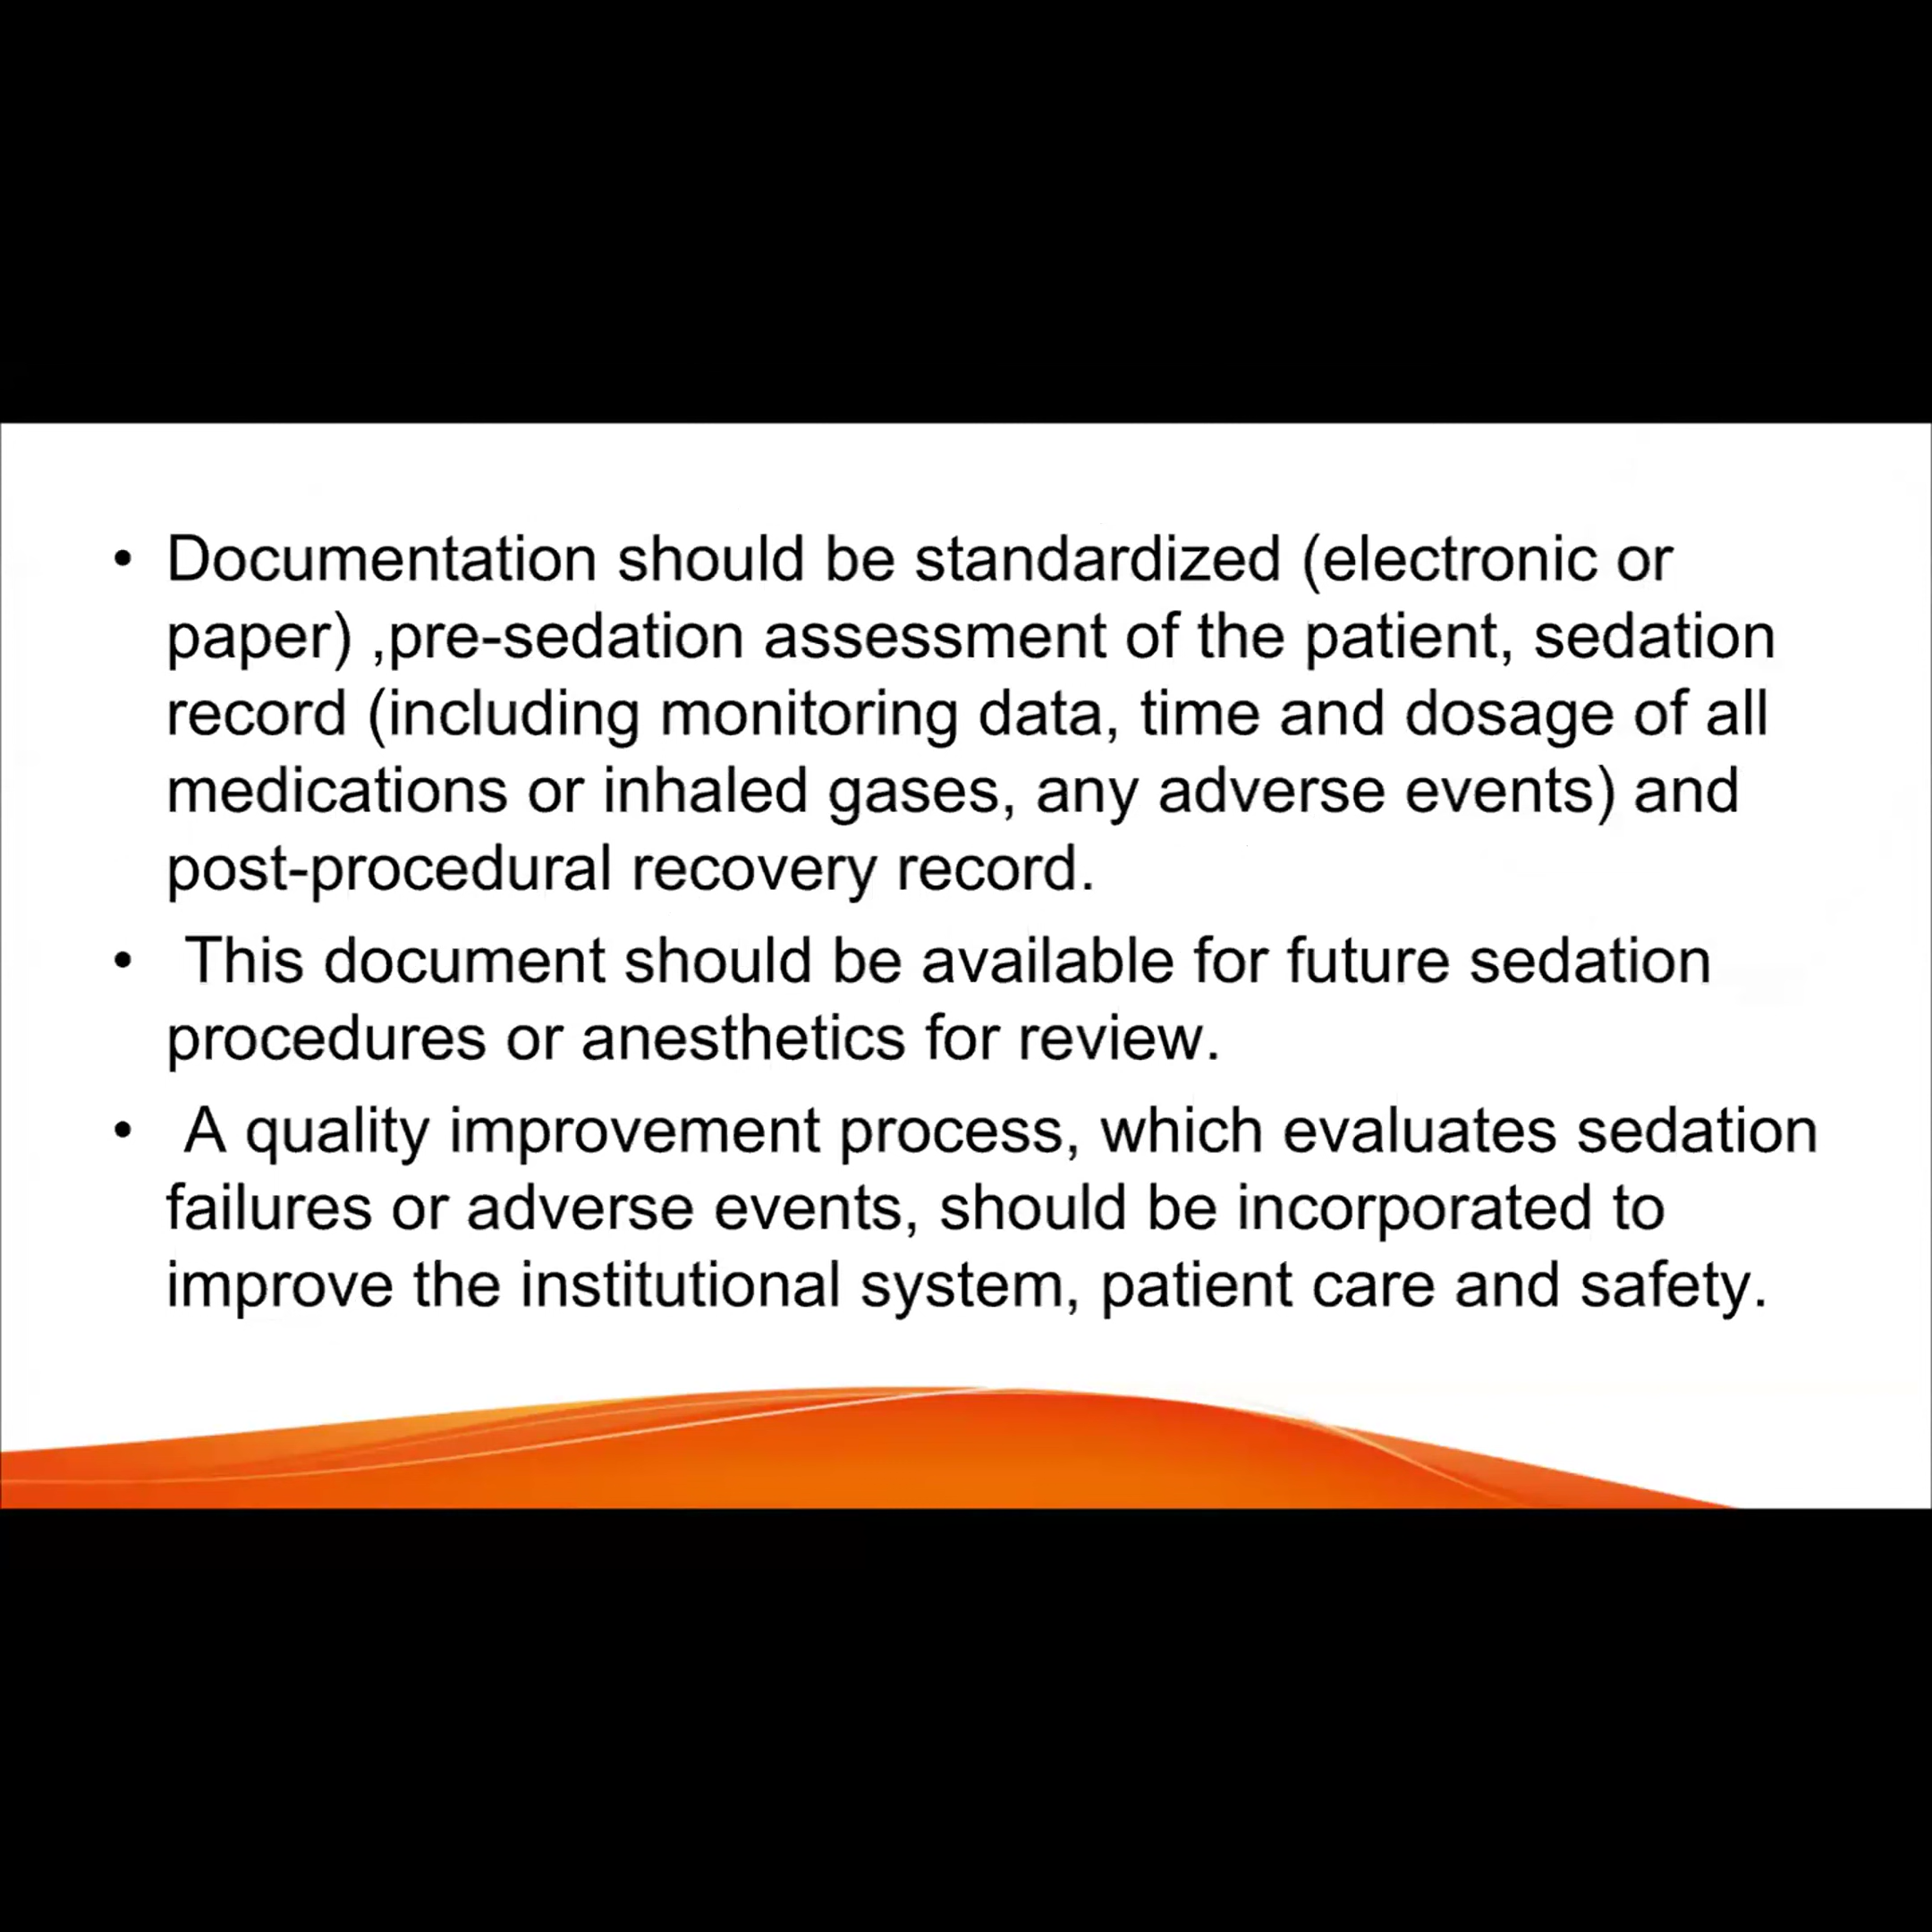 • Documentation should be standardized (electronic or
paper) ,pre-sedation assessment of the patient, sedation
record (including monitoring data, time and dosage of all
medications or inhaled gases, any adverse events) and
post-procedural recovery record.
• This document should be available for future sedation
procedures or anesthetics for review.
• A quality improvement process, which evaluates sedation
failures or adverse events, should be incorporated to
improve the institutional system, patient care and safety.